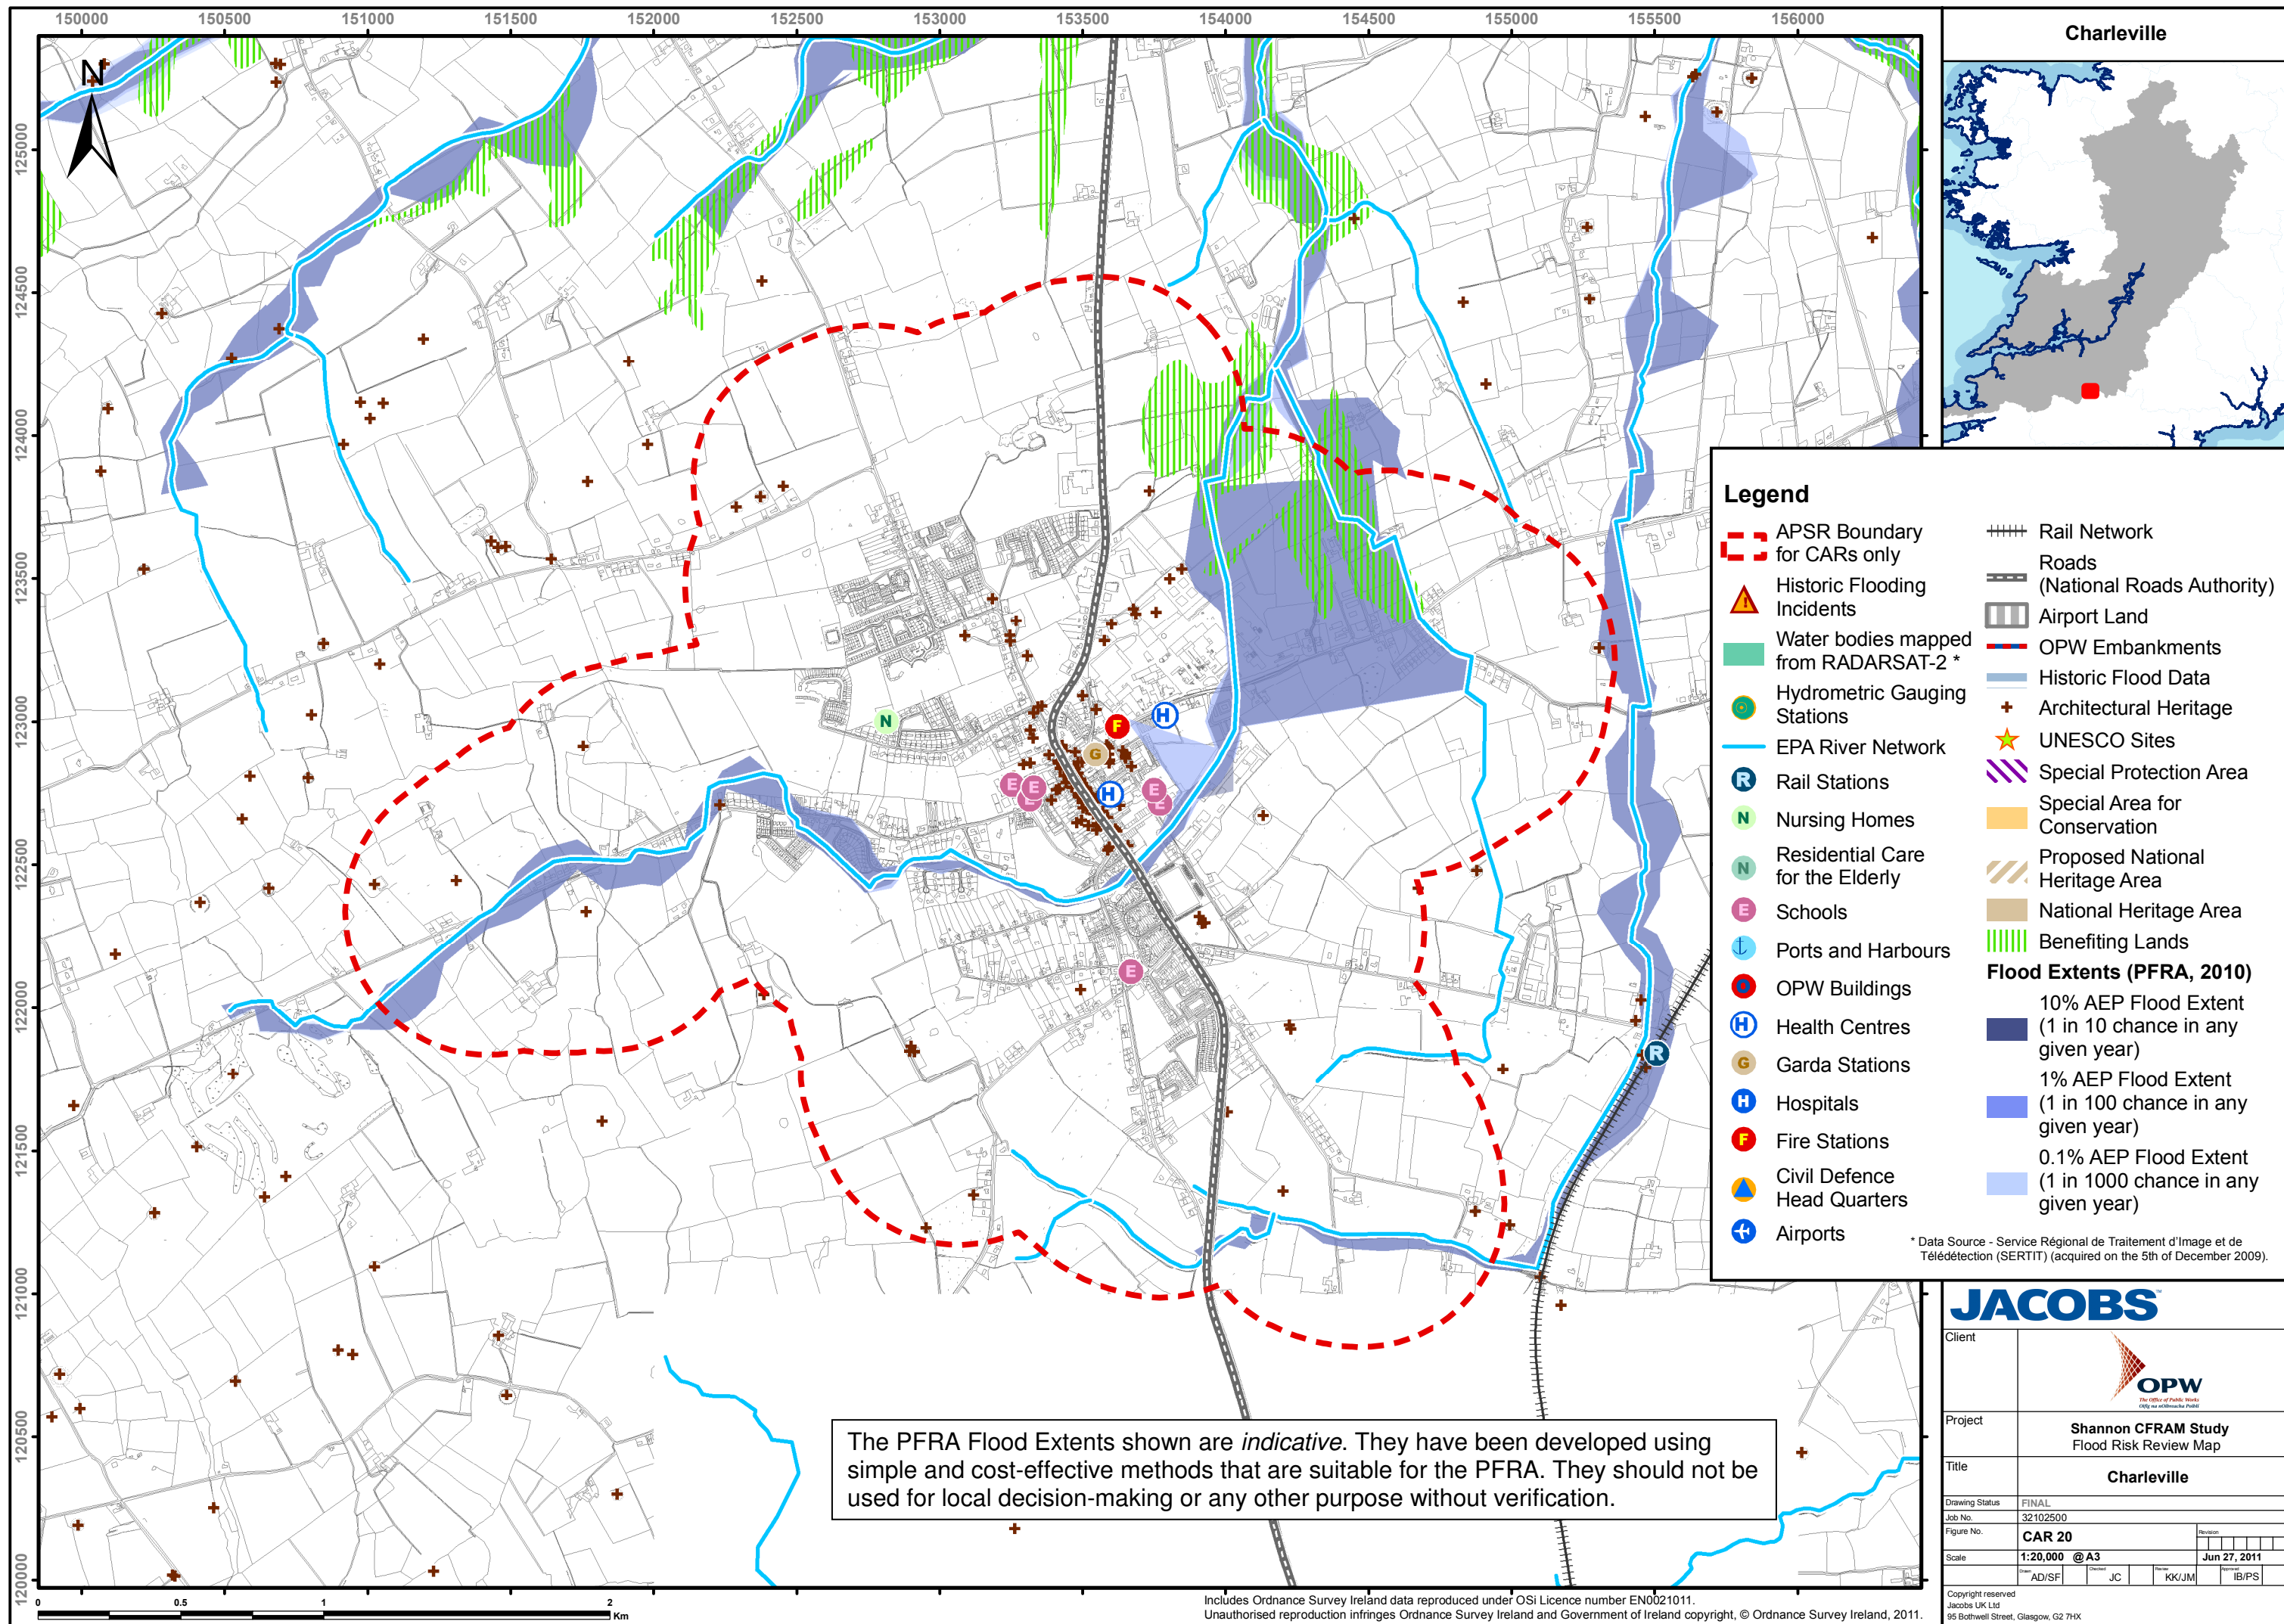 150000 150500 151000 151500 152000 152500 153000 153500 154000 154500 155000 155500 156000
125000
124500
124000
123500
123000
122500
122000
121500
121000
120500
120000
N
N
F
H
G
H
E
E
E
E
E
E
R
Charleville
Legend
APSR Boundary
for CARs only
Historic Flooding
Incidents
Water bodies mapped
from RADARSAT-2 *
Hydrometric Gauging
Stations
EPA River Network
R Rail Stations
N Nursing Homes
N Residential Care
for the Elderly
E Schools
Ports and Harbours
O OPW Buildings
H Health Centres
G Garda Stations
H Hospitals
F Fire Stations
Civil Defence
Head Quarters
Airports
Rail Network
Roads
(National Roads Authority)
Airport Land
OPW Embankments
Historic Flood Data
Architectural Heritage
UNESCO Sites
Special Protection Area
Special Area for
Conservation
Proposed National
Heritage Area
National Heritage Area
Benefiting Lands
Flood Extents (PFRA, 2010)
10% AEP Flood Extent
(1 in 10 chance in any
given year)
1% AEP Flood Extent
(1 in 100 chance in any
given year)
0.1% AEP Flood Extent
(1 in 1000 chance in any
given year)
* Data Source - Service Régional de Traitement d'Image et de
Télédétection (SERTIT) (acquired on the 5th of December 2009).
The PFRA Flood Extents shown are indicative. They have been developed using
simple and cost-effective methods that are suitable for the PFRA. They should not be
used for local decision-making or any other purpose without verification.
JACOBS
Client
OPW
The Office of Public Works
Oifig na nOibreacha Poiblí
Project
Shannon CFRAM Study
Flood Risk Review Map
Title
Charleville
Drawing Status FINAL
Job No. 32102500
Figure No. CAR 20 Revision
Scale 1:20,000 @ A3 Jun 27, 2011
Drawn AD/SF Checked JC Review KK/JM Approved IB/PS
Copyright reserved
Jacobs UK Ltd
95 Bothwell Street, Glasgow, G2 7HX
0 0.5 1 2
Km
Includes Ordnance Survey Ireland data reproduced under OSi Licence number EN0021011.
Unauthorised reproduction infringes Ordnance Survey Ireland and Government of Ireland copyright, © Ordnance Survey Ireland, 2011.